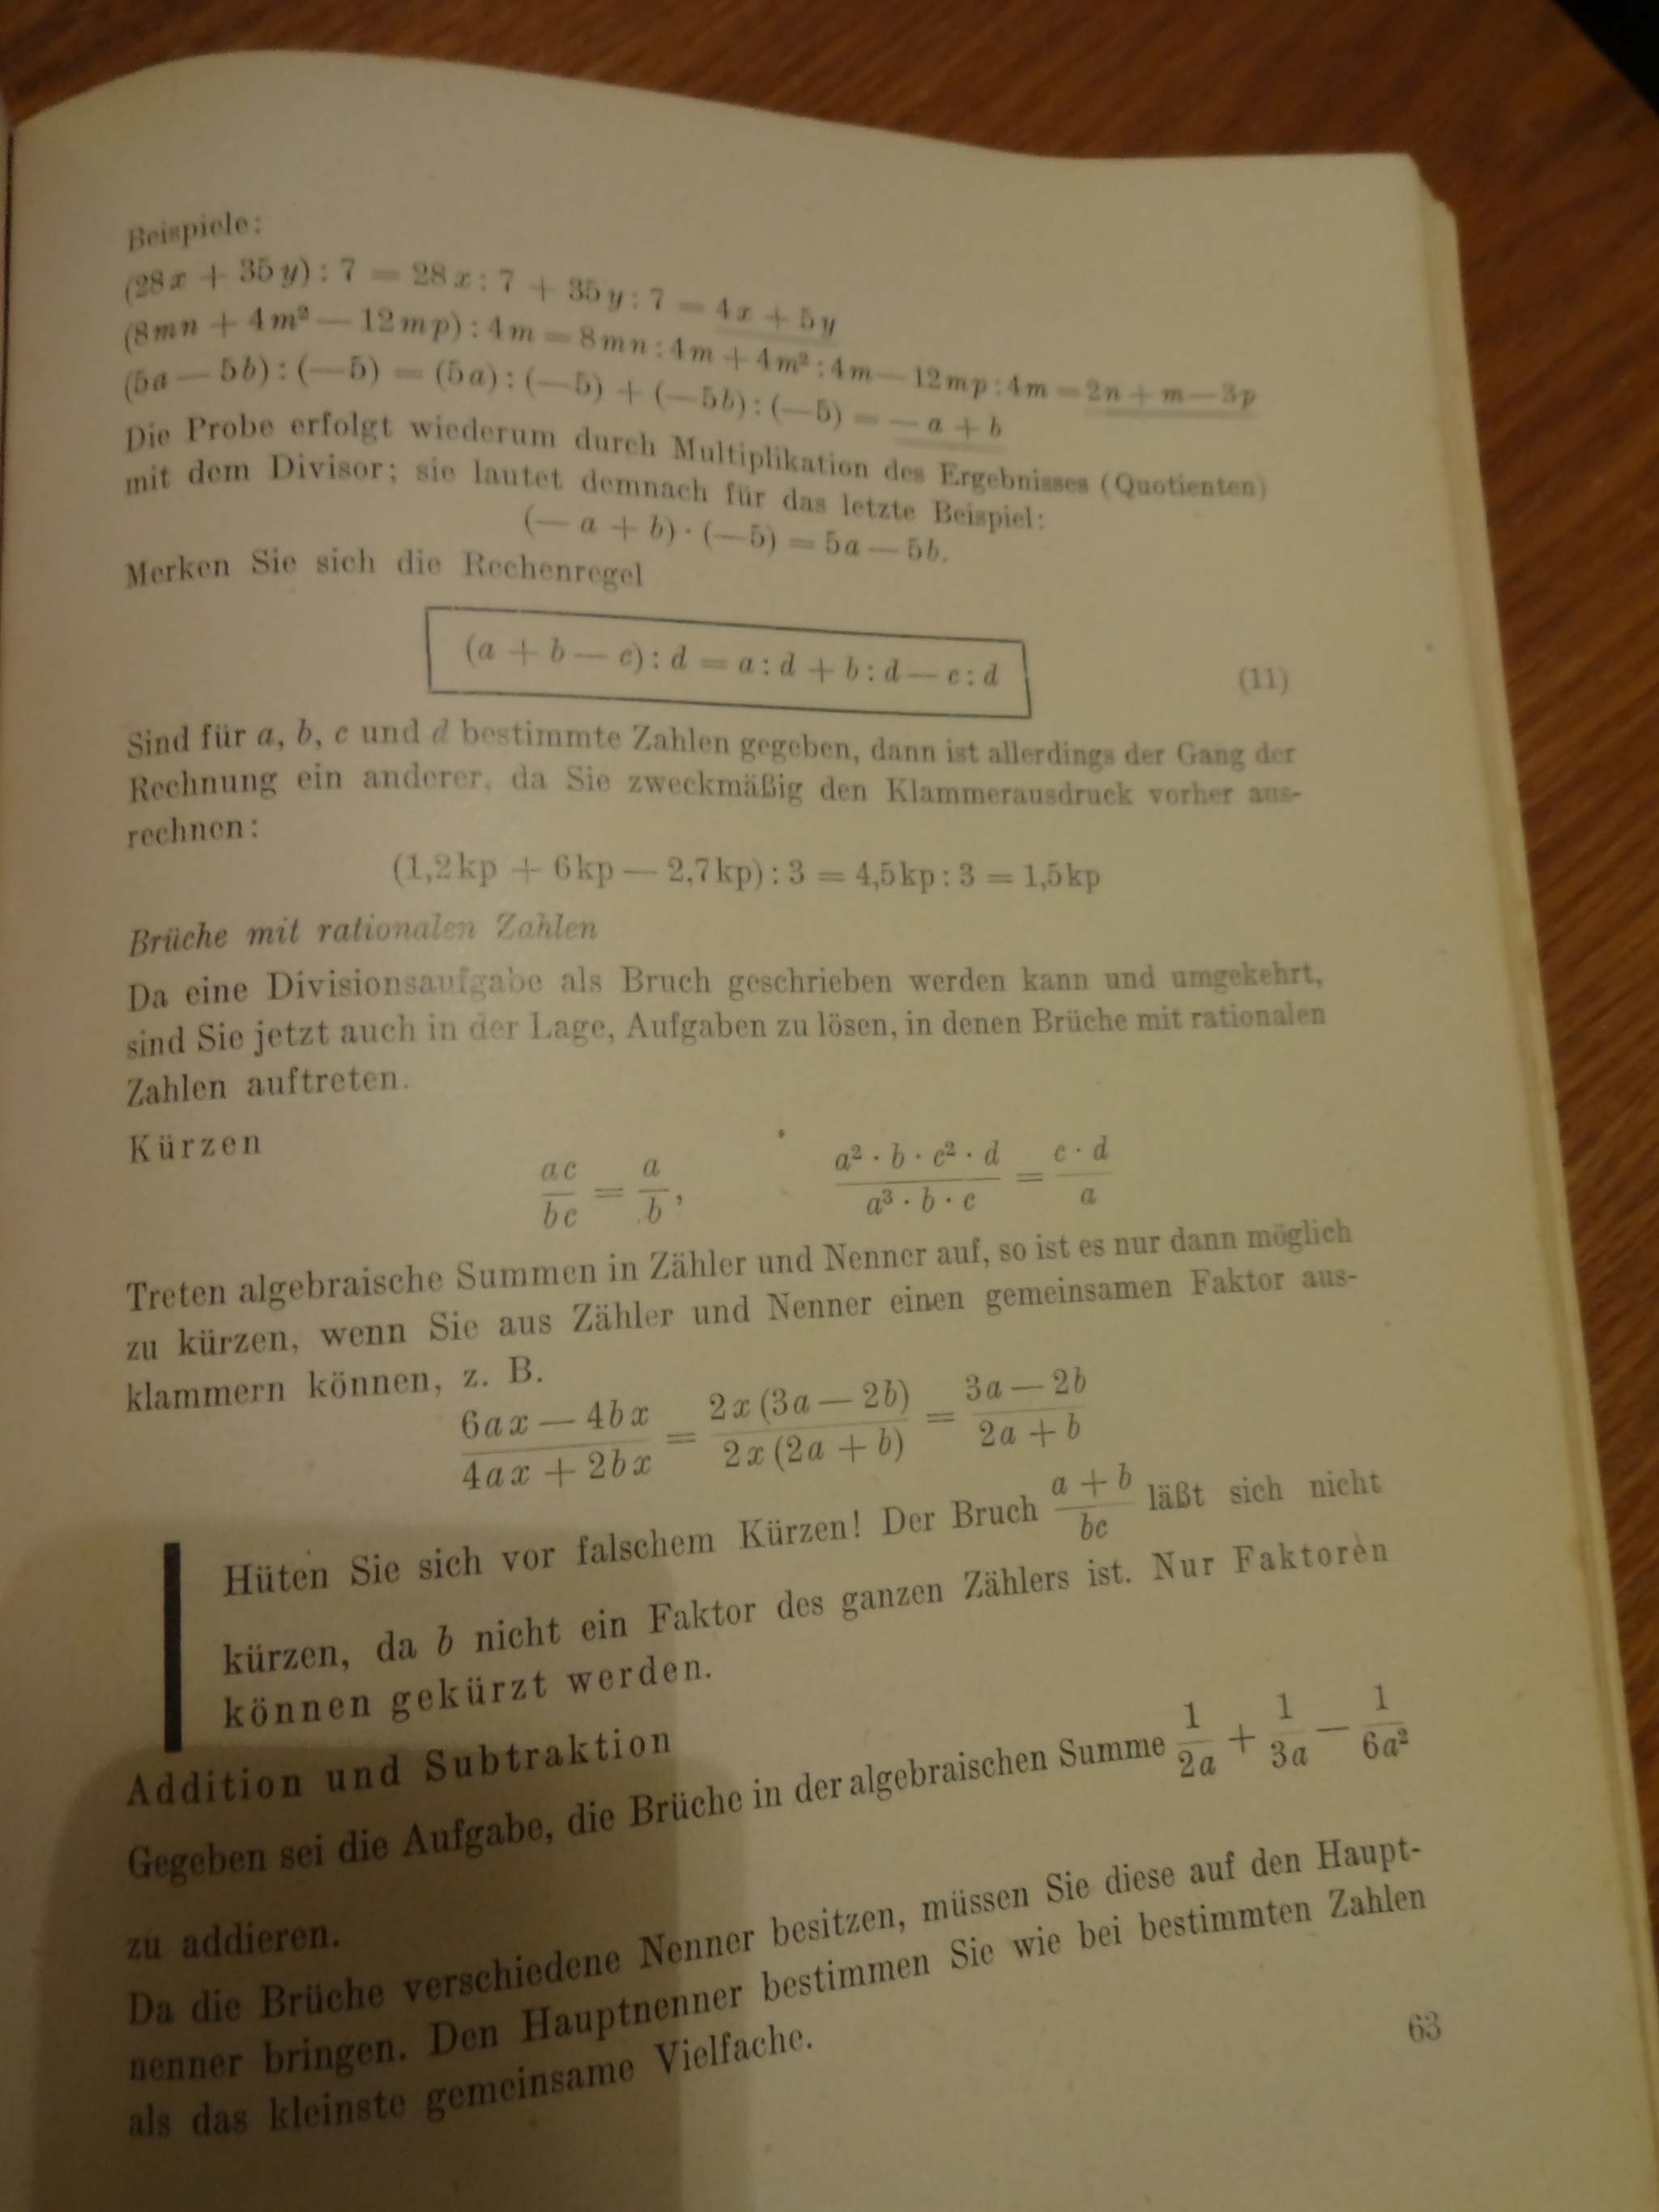 Beispiele:
(28x + 35y) : 7 = 28x : 7 + 35y : 7 = 4x + 5y
(8mn + 4m² — 12mp) : 4m = 8mn : 4m + 4m² : 4m — 12mp : 4m = 2n + m — 3p
(5a — 5b) : (—5) = (5a) : (—5) + (—5b) : (—5) = — a + b
Die Probe erfolgt wiederum durch Multiplikation des Ergebnisses (Quotienten)
mit dem Divisor; sie lautet demnach für das letzte Beispiel:
(— a + b) · (—5) = 5a — 5b.
Merken Sie sich die Rechenregel
(a + b — c) : d = a : d + b : d — c : d (11)
Sind für a, b, c und d bestimmte Zahlen gegeben, dann ist allerdings der Gang der
Rechnung ein anderer, da Sie zweckmäßig den Klammerausdruck vorher aus-
rechnen:
(1,2kp + 6kp — 2,7kp) : 3 = 4,5kp : 3 = 1,5kp
Brüche mit rationalen Zahlen
Da eine Divisionsaufgabe als Bruch geschrieben werden kann und umgekehrt,
sind Sie jetzt auch in der Lage, Aufgaben zu lösen, in denen Brüche mit rationalen
Zahlen auftreten.
Kürzen
ac/bc = a/b, a² · b · c² · d / a³ · b · c = c · d / a
Treten algebraische Summen in Zähler und Nenner auf, so ist es nur dann möglich
zu kürzen, wenn Sie aus Zähler und Nenner einen gemeinsamen Faktor aus-
klammern können, z. B.
6ax — 4bx / 4ax + 2bx = 2x(3a — 2b) / 2x(2a + b) = 3a — 2b / 2a + b
Hüten Sie sich vor falschem Kürzen! Der Bruch a + b / bc läßt sich nicht
kürzen, da b nicht ein Faktor des ganzen Zählers ist. Nur Faktoren
können gekürzt werden.
Addition und Subtraktion
Gegeben sei die Aufgabe, die Brüche in der algebraischen Summe 1/2a + 1/3a — 1/6a²
zu addieren.
Da die Brüche verschiedene Nenner besitzen, müssen Sie diese auf den Haupt-
nenner bringen. Den Hauptnenner bestimmen Sie wie bei bestimmten Zahlen
als das kleinste gemeinsame Vielfache.
63